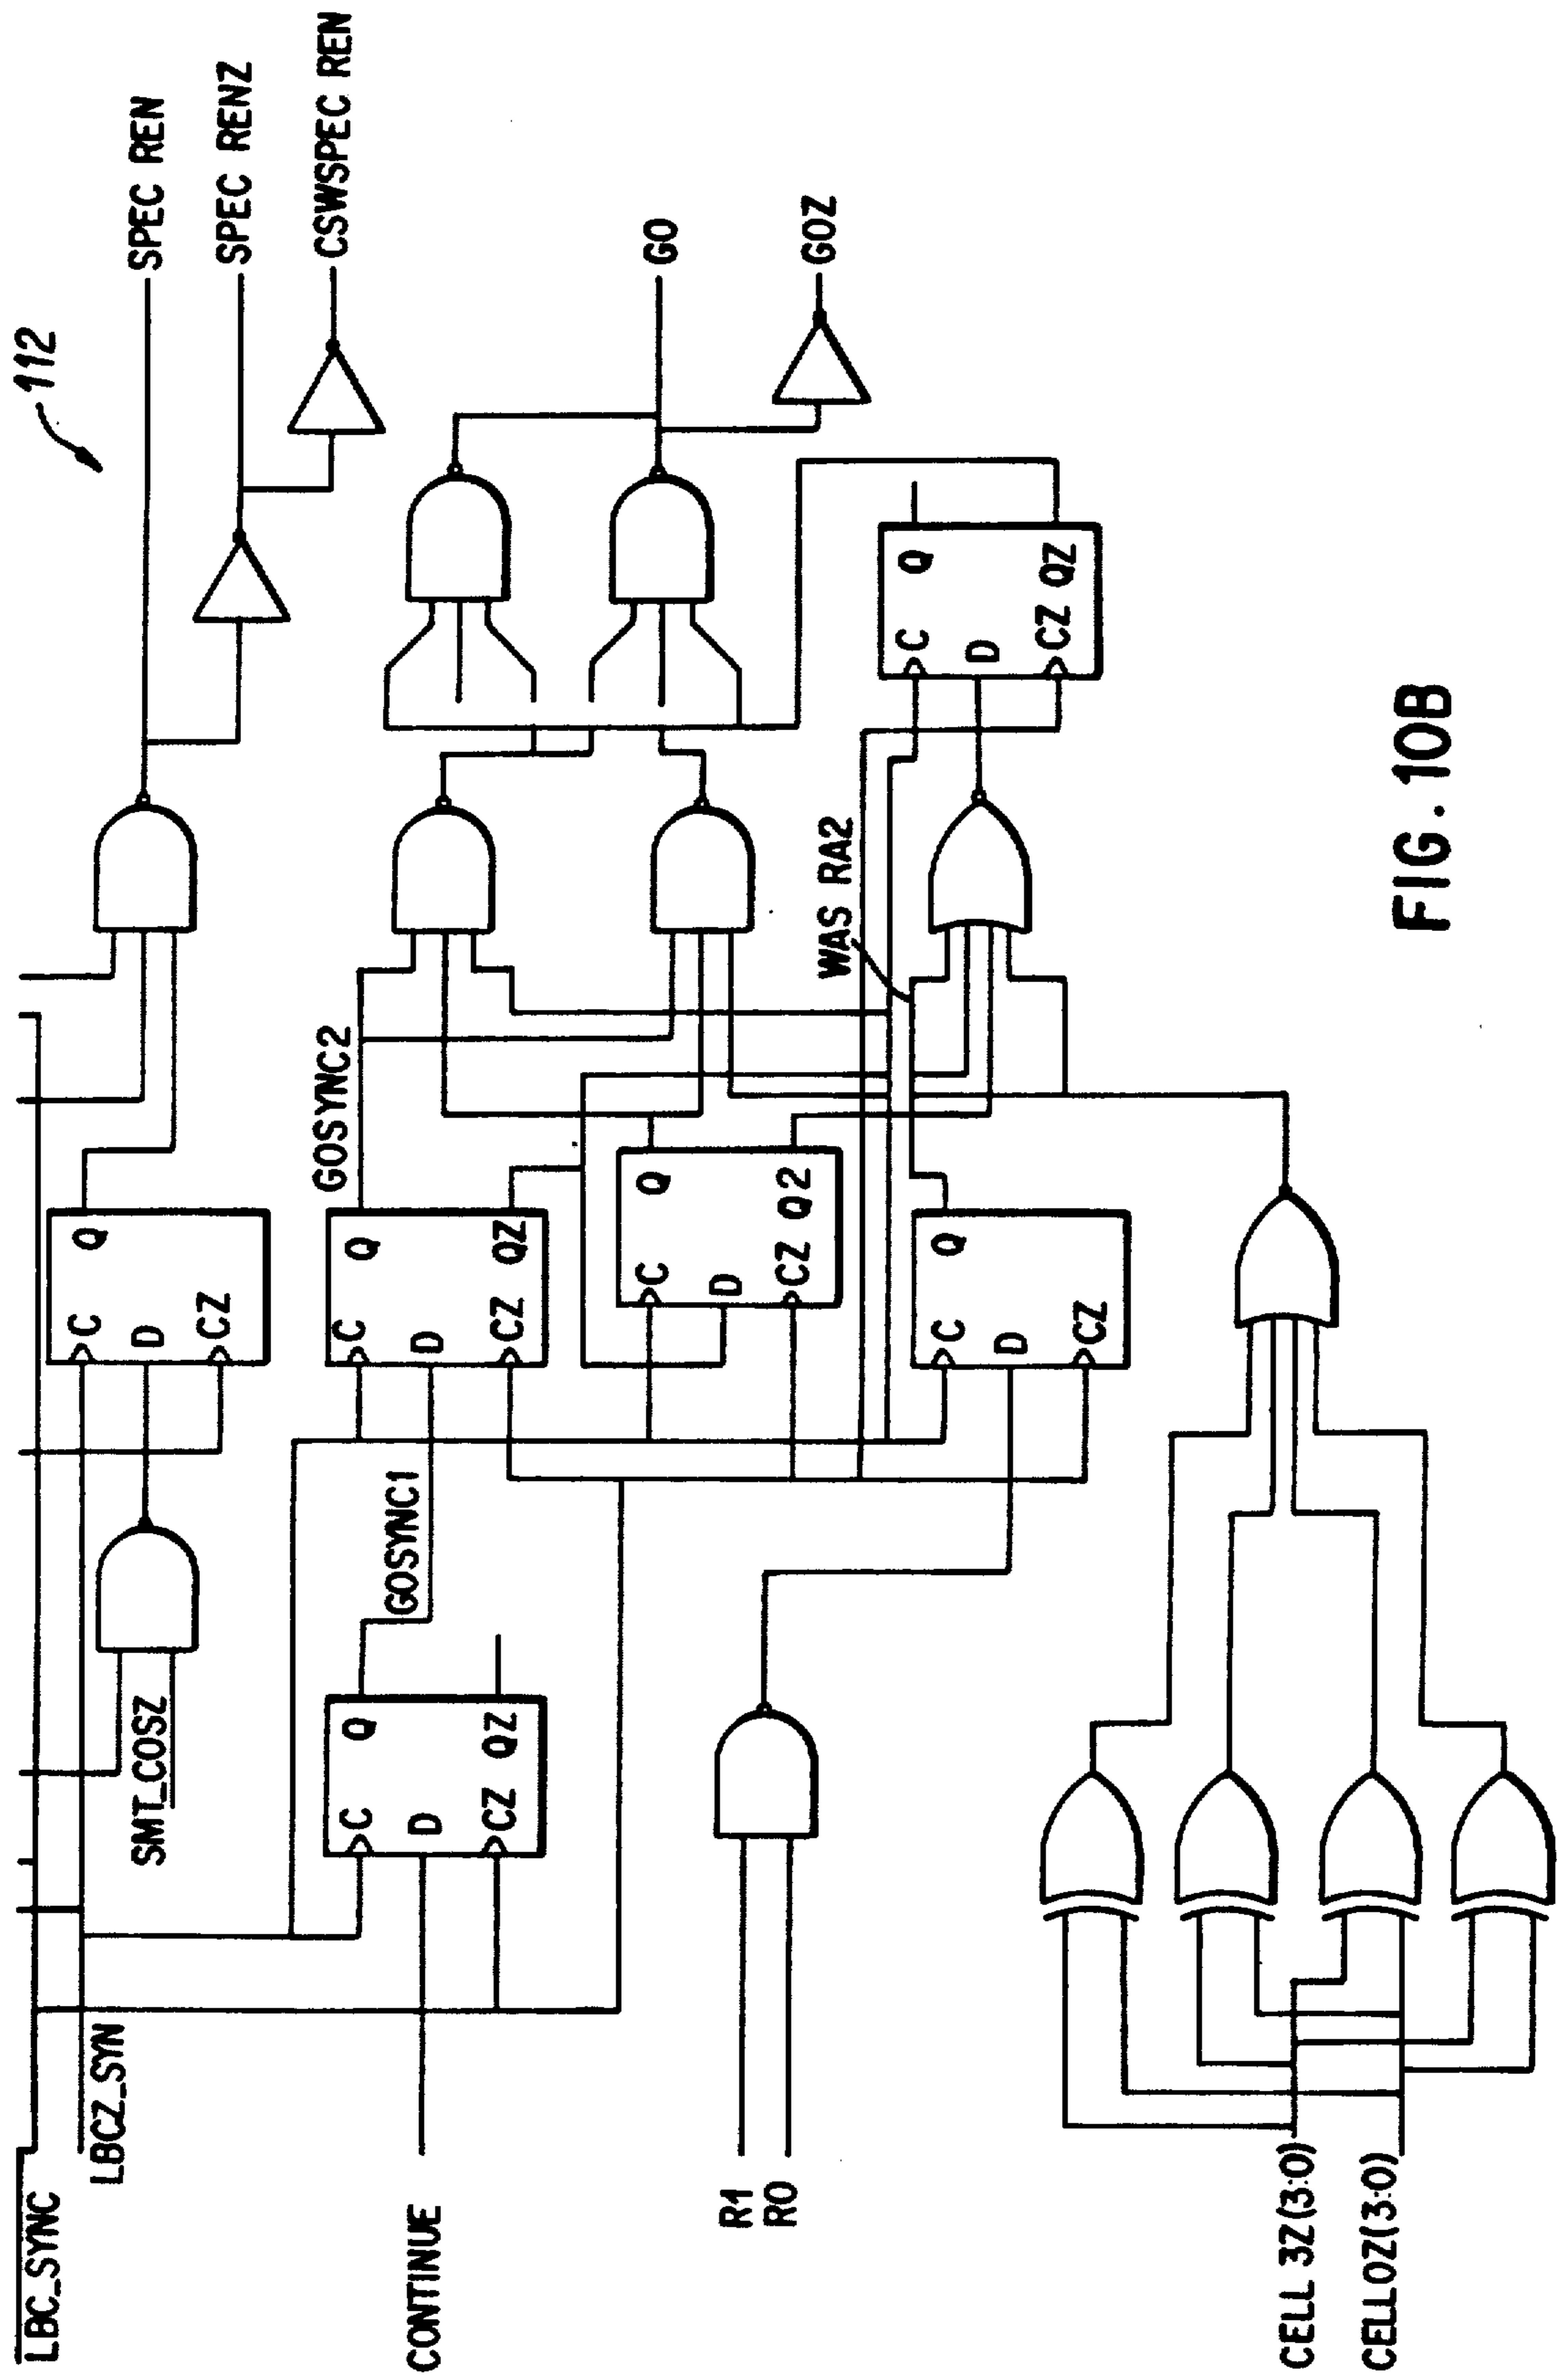 112
SPEC REN
SPEC RENZ
CSWSPEC REN
GO
GOZ
LBC_SYNC
LBCZ_SYN
SMT_COSZ
C
D
CZ
Q
CONTINUE
C
D
CZ
Q
QZ
GOSYNC1
C
D
CZ
Q
QZ
GOSYNC2
C
D
CZ
Q
Q2
R1
R0
C
D
CZ
Q
WAS RA2
C
D
CZ
Q
QZ
CELL 3Z(3:0)
CELL0Z(3:0)
FIG. 10B